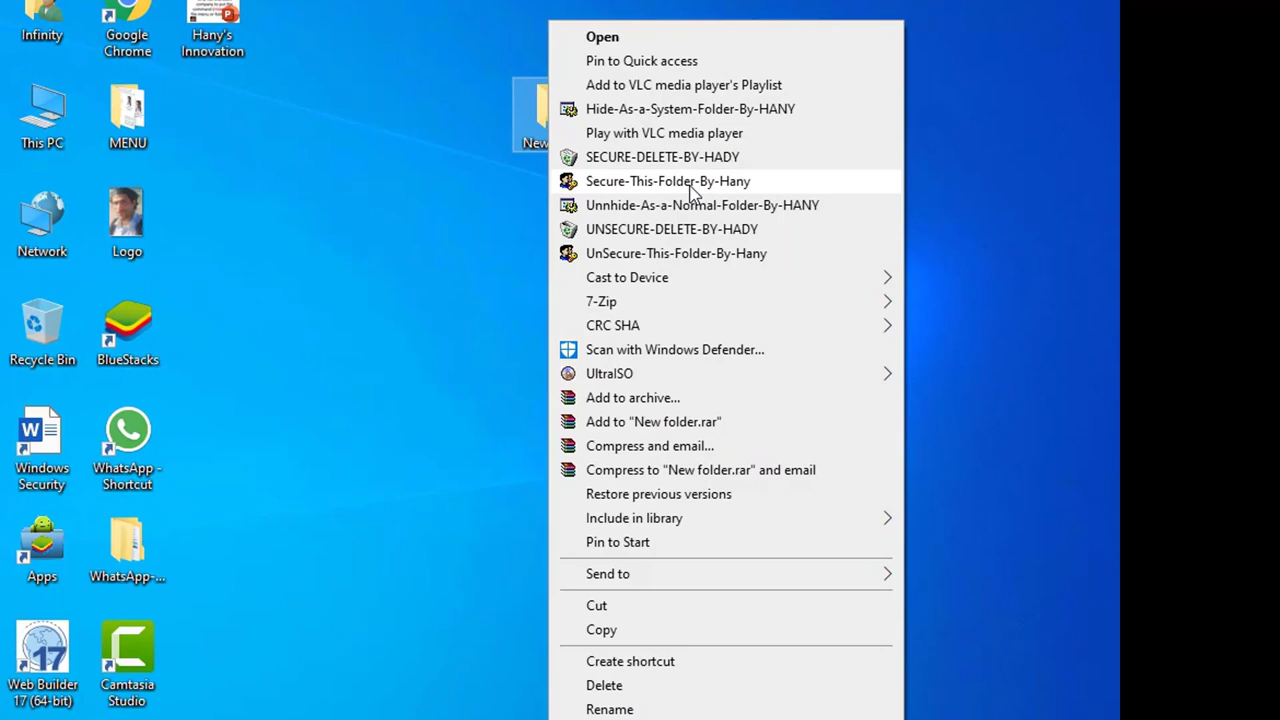 Infinity
Google
Chrome
Hany's
Innovation
This PC
MENU
New
Network
Logo
Recycle Bin
BlueStacks
Windows
Security
WhatsApp -
Shortcut
Apps
WhatsApp-...
17
Web Builder
17 (64-bit)
Camtasia
Studio
Open
Pin to Quick access
Add to VLC media player's Playlist
Hide-As-a-System-Folder-By-HANY
Play with VLC media player
SECURE-DELETE-BY-HADY
Secure-This-Folder-By-Hany
Unnhide-As-a-Normal-Folder-By-HANY
UNSECURE-DELETE-BY-HADY
UnSecure-This-Folder-By-Hany
Cast to Device
7-Zip
CRC SHA
Scan with Windows Defender...
UltraISO
Add to archive...
Add to "New folder.rar"
Compress and email...
Compress to "New folder.rar" and email
Restore previous versions
Include in library
Pin to Start
Send to
Cut
Copy
Create shortcut
Delete
Rename